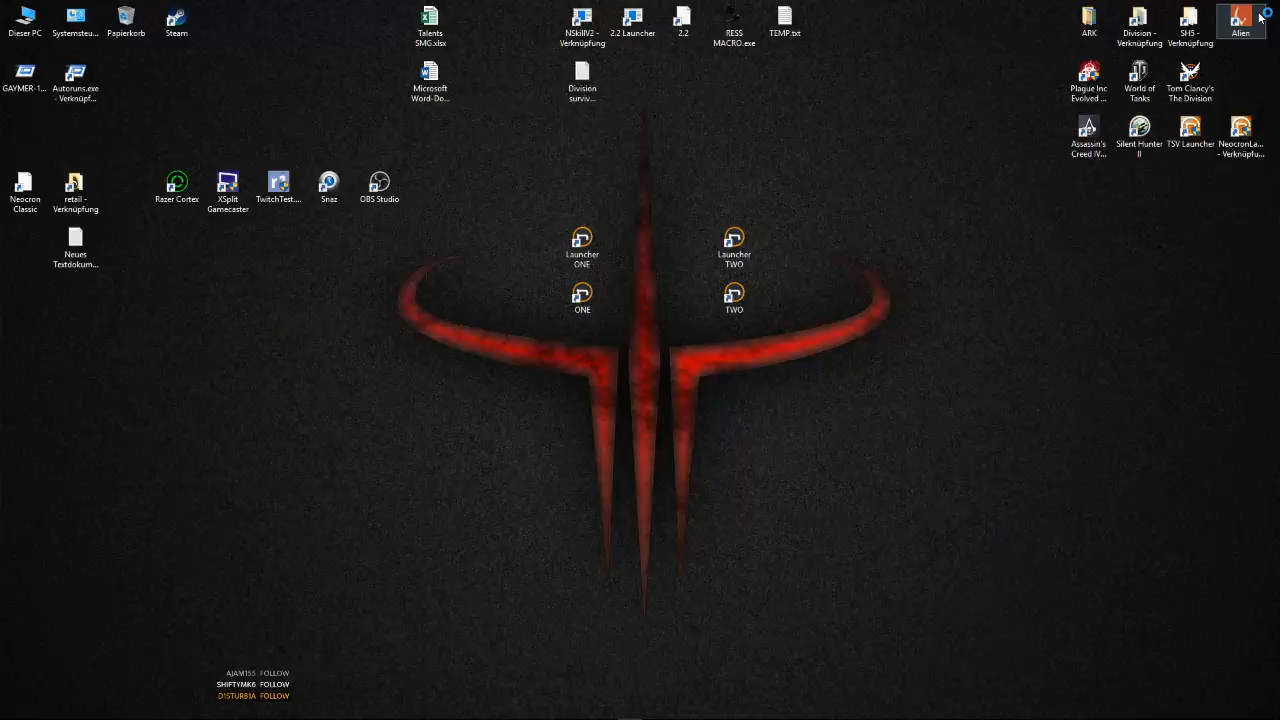 Dieser PC
Systemsteu...
Papierkorb
Steam
Talents
SMG.xlsx
NSkillV2 -
Verknüpfung
2.2 Launcher
2.2
RESS
MACRO.exe
TEMP.txt
ARK
Division -
Verknüpfung
SH5 -
Verknüpfung
Alien
GAYMER-1...
Autoruns.exe
- Verknüpf...
Microsoft
Word-Do...
Division
surviv...
Plague Inc
Evolved ...
World of
Tanks
Tom Clancy's
The Division
Assassin's
Creed IV...
Silent Hunter
II
TSV Launcher
NeocronLa...
- Verknüpfu...
Neocron
Classic
retail -
Verknüpfung
Razer Cortex
XSplit
Gamecaster
TwitchTest....
Snaz
OBS Studio
Neues
Textdokum...
Launcher
ONE
Launcher
TWO
ONE
TWO
AJAM155 FOLLOW
SHIFTYMK6 FOLLOW
D1STURB1A FOLLOW